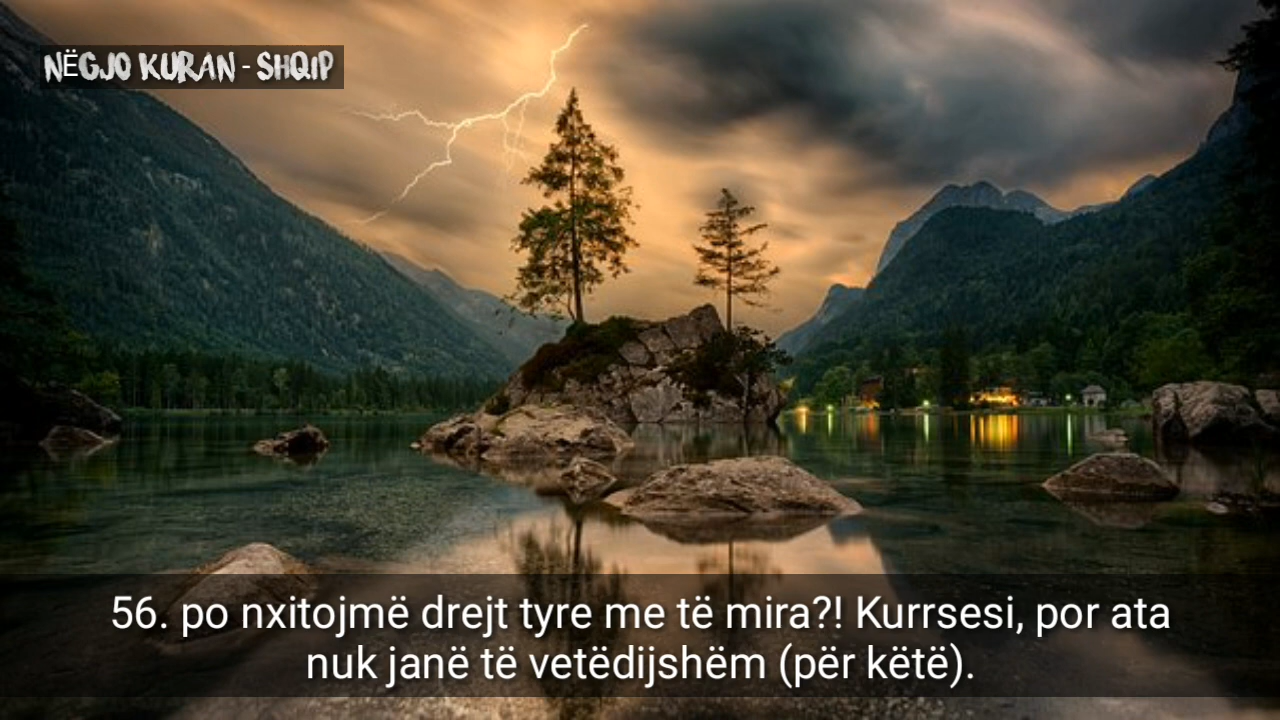 NËGJO KURAN - SHQIP
56. po nxitojmë drejt tyre me të mira?! Kurrsesi, por ata
nuk janë të vetëdijshëm (për këtë).